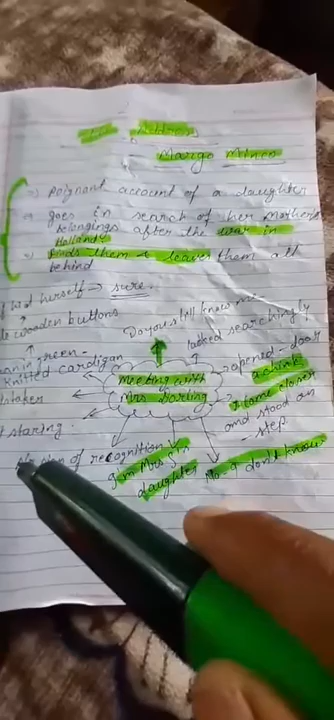 The Address
Margo Minco
→ Poignant account of a daughter
→ goes in search of her mother's
belongings after the war in
Holland.
→ Finds them & leaves them all
behind
herself → sure.
wooden buttons
Do you still know me
looked searchingly
green
Knitted cardigan
→ opened - door
a chink
Meeting with
Mrs Dorling
→ I came closer
and stood on
step
mistaken
staring.
No sign of recognition
I'm Mrs S's
daughter
No. I don't know